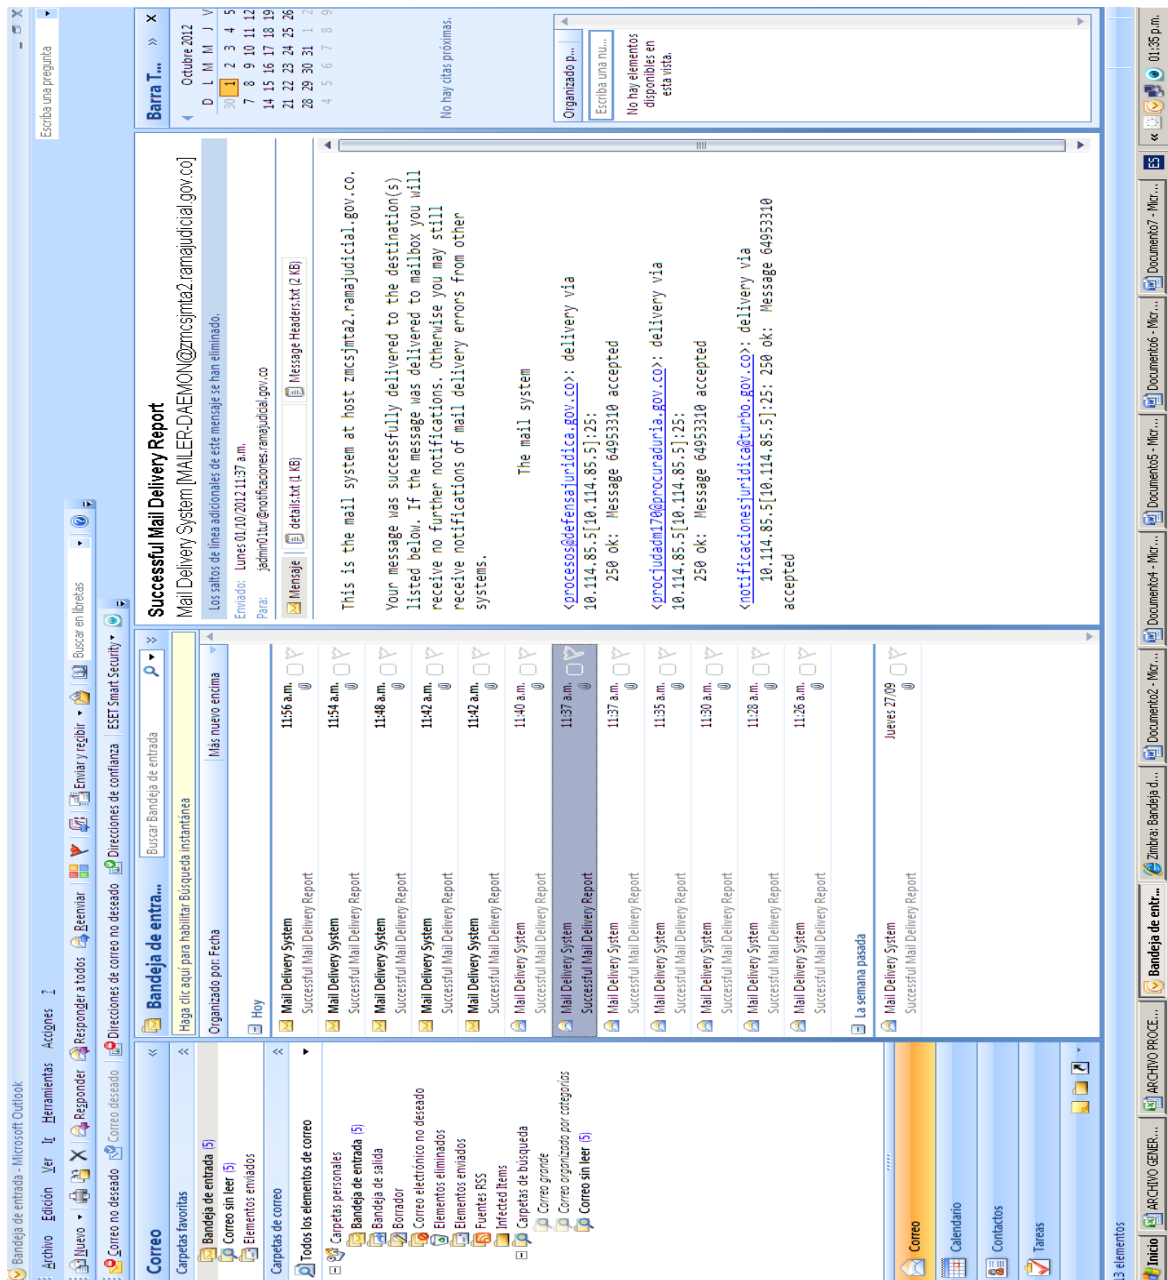 Bandeja de entrada - Microsoft Outlook
Archivo Edición Ver Ir Herramientas Acciones ?
Escriba una pregunta
Nuevo Responder Responder a todos Reenviar Enviar y recibir Buscar en libretas
Correo no deseado Correo deseado Direcciones de correo no deseado Direcciones de confianza ESET Smart Security
Correo
Carpetas favoritas
Bandeja de entrada (5)
Correo sin leer (5)
Elementos enviados
Carpetas de correo
Todos los elementos de correo
Carpetas personales
Bandeja de entrada (5)
Bandeja de salida
Borrador
Correo electrónico no deseado
Elementos eliminados
Elementos enviados
Fuentes RSS
Infected Items
Carpetas de búsqueda
Correo grande
Correo organizado por categorías
Correo sin leer (5)
Correo
Calendario
Contactos
Tareas
Bandeja de entra...
Buscar Bandeja de entrada
Haga clic aquí para habilitar Búsqueda instantánea
Organizado por: Fecha Más nuevo encima
Hoy
Mail Delivery System 11:56 a.m.
Successful Mail Delivery Report
Mail Delivery System 11:54 a.m.
Successful Mail Delivery Report
Mail Delivery System 11:48 a.m.
Successful Mail Delivery Report
Mail Delivery System 11:42 a.m.
Successful Mail Delivery Report
Mail Delivery System 11:42 a.m.
Successful Mail Delivery Report
Mail Delivery System 11:40 a.m.
Successful Mail Delivery Report
Mail Delivery System 11:37 a.m.
Successful Mail Delivery Report
Mail Delivery System 11:37 a.m.
Successful Mail Delivery Report
Mail Delivery System 11:35 a.m.
Successful Mail Delivery Report
Mail Delivery System 11:30 a.m.
Successful Mail Delivery Report
Mail Delivery System 11:28 a.m.
Successful Mail Delivery Report
Mail Delivery System 11:26 a.m.
Successful Mail Delivery Report
La semana pasada
Mail Delivery System Jueves 27/09
Successful Mail Delivery Report
Successful Mail Delivery Report
Mail Delivery System [MAILER-DAEMON@zmcsjmta2.ramajudicial.gov.co]
Los saltos de línea adicionales de este mensaje se han eliminado.
Enviado: Lunes 01/10/2012 11:37 a.m.
Para: jadmin01tur@notificaciones.ramajudicial.gov.co
Mensaje details.txt (1 KB) Message Headers.txt (2 KB)
This is the mail system at host zmcsjmta2.ramajudicial.gov.co.
Your message was successfully delivered to the destination(s)
listed below. If the message was delivered to mailbox you will
receive no further notifications. Otherwise you may still
receive notifications of mail delivery errors from other
systems.
The mail system
<procesos@defensajuridica.gov.co>: delivery via
10.114.85.5[10.114.85.5]:25:
250 ok: Message 64953310 accepted
<procjudadm170@procuraduria.gov.co>: delivery via
10.114.85.5[10.114.85.5]:25:
250 ok: Message 64953310 accepted
<notificacionesjuridica@turbo.gov.co>: delivery via
10.114.85.5[10.114.85.5]:25: 250 ok: Message 64953310
accepted
Barra T... » ×
Octubre 2012
D L M M J V
30 1 2 3 4 5
7 8 9 10 11 12
14 15 16 17 18 19
21 22 23 24 25 26
28 29 30 31 1 2
4 5 6 7 8 9
No hay citas próximas.
Organizado p...
Escriba una nu...
No hay elementos
disponibles en
esta vista.
13 elementos
Inicio ARCHIVO GENER... ARCHIVO PROCE... Bandeja de entr... Zimbra: Bandeja d... Documento2 - Micr... Documento4 - Micr... Documento5 - Micr... Documento6 - Micr... Documento7 - Micr... ES « 01:35 p.m.